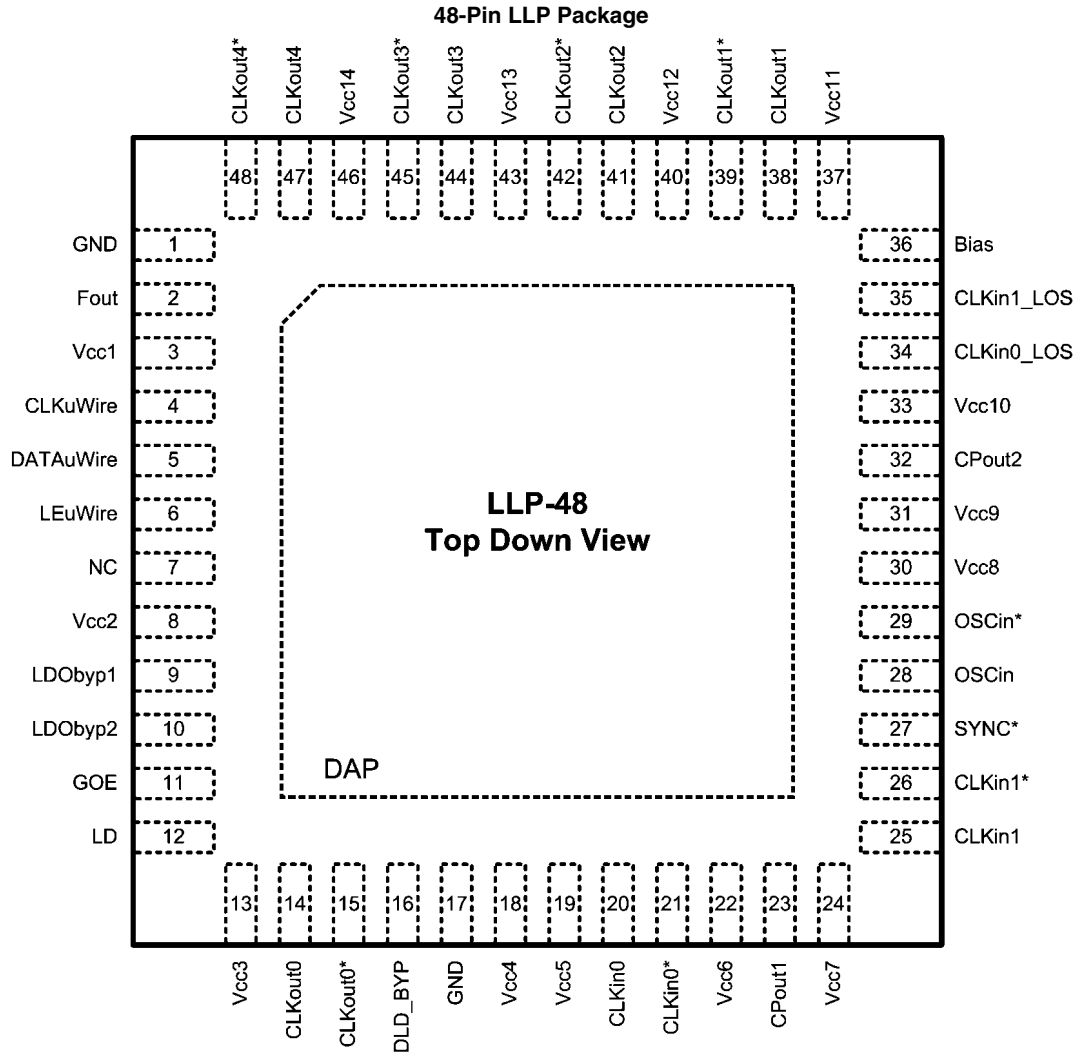 48-Pin LLP Package
CLKout4*
CLKout4
Vcc14
CLKout3*
CLKout3
Vcc13
CLKout2*
CLKout2
Vcc12
CLKout1*
CLKout1
Vcc11
48 47 46 45 44 43 42 41 40 39 38 37
GND 1 36 Bias
Fout 2 35 CLKin1_LOS
Vcc1 3 34 CLKin0_LOS
CLKuWire 4 33 Vcc10
DATAuWire 5 32 CPout2
LEuWire 6 31 Vcc9
NC 7 30 Vcc8
Vcc2 8 29 OSCin*
LDObyp1 9 28 OSCin
LDObyp2 10 27 SYNC*
GOE 11 26 CLKin1*
LD 12 25 CLKin1
LLP-48
Top Down View
DAP
13 14 15 16 17 18 19 20 21 22 23 24
Vcc3
CLKout0
CLKout0*
DLD_BYP
GND
Vcc4
Vcc5
CLKin0
CLKin0*
Vcc6
CPout1
Vcc7